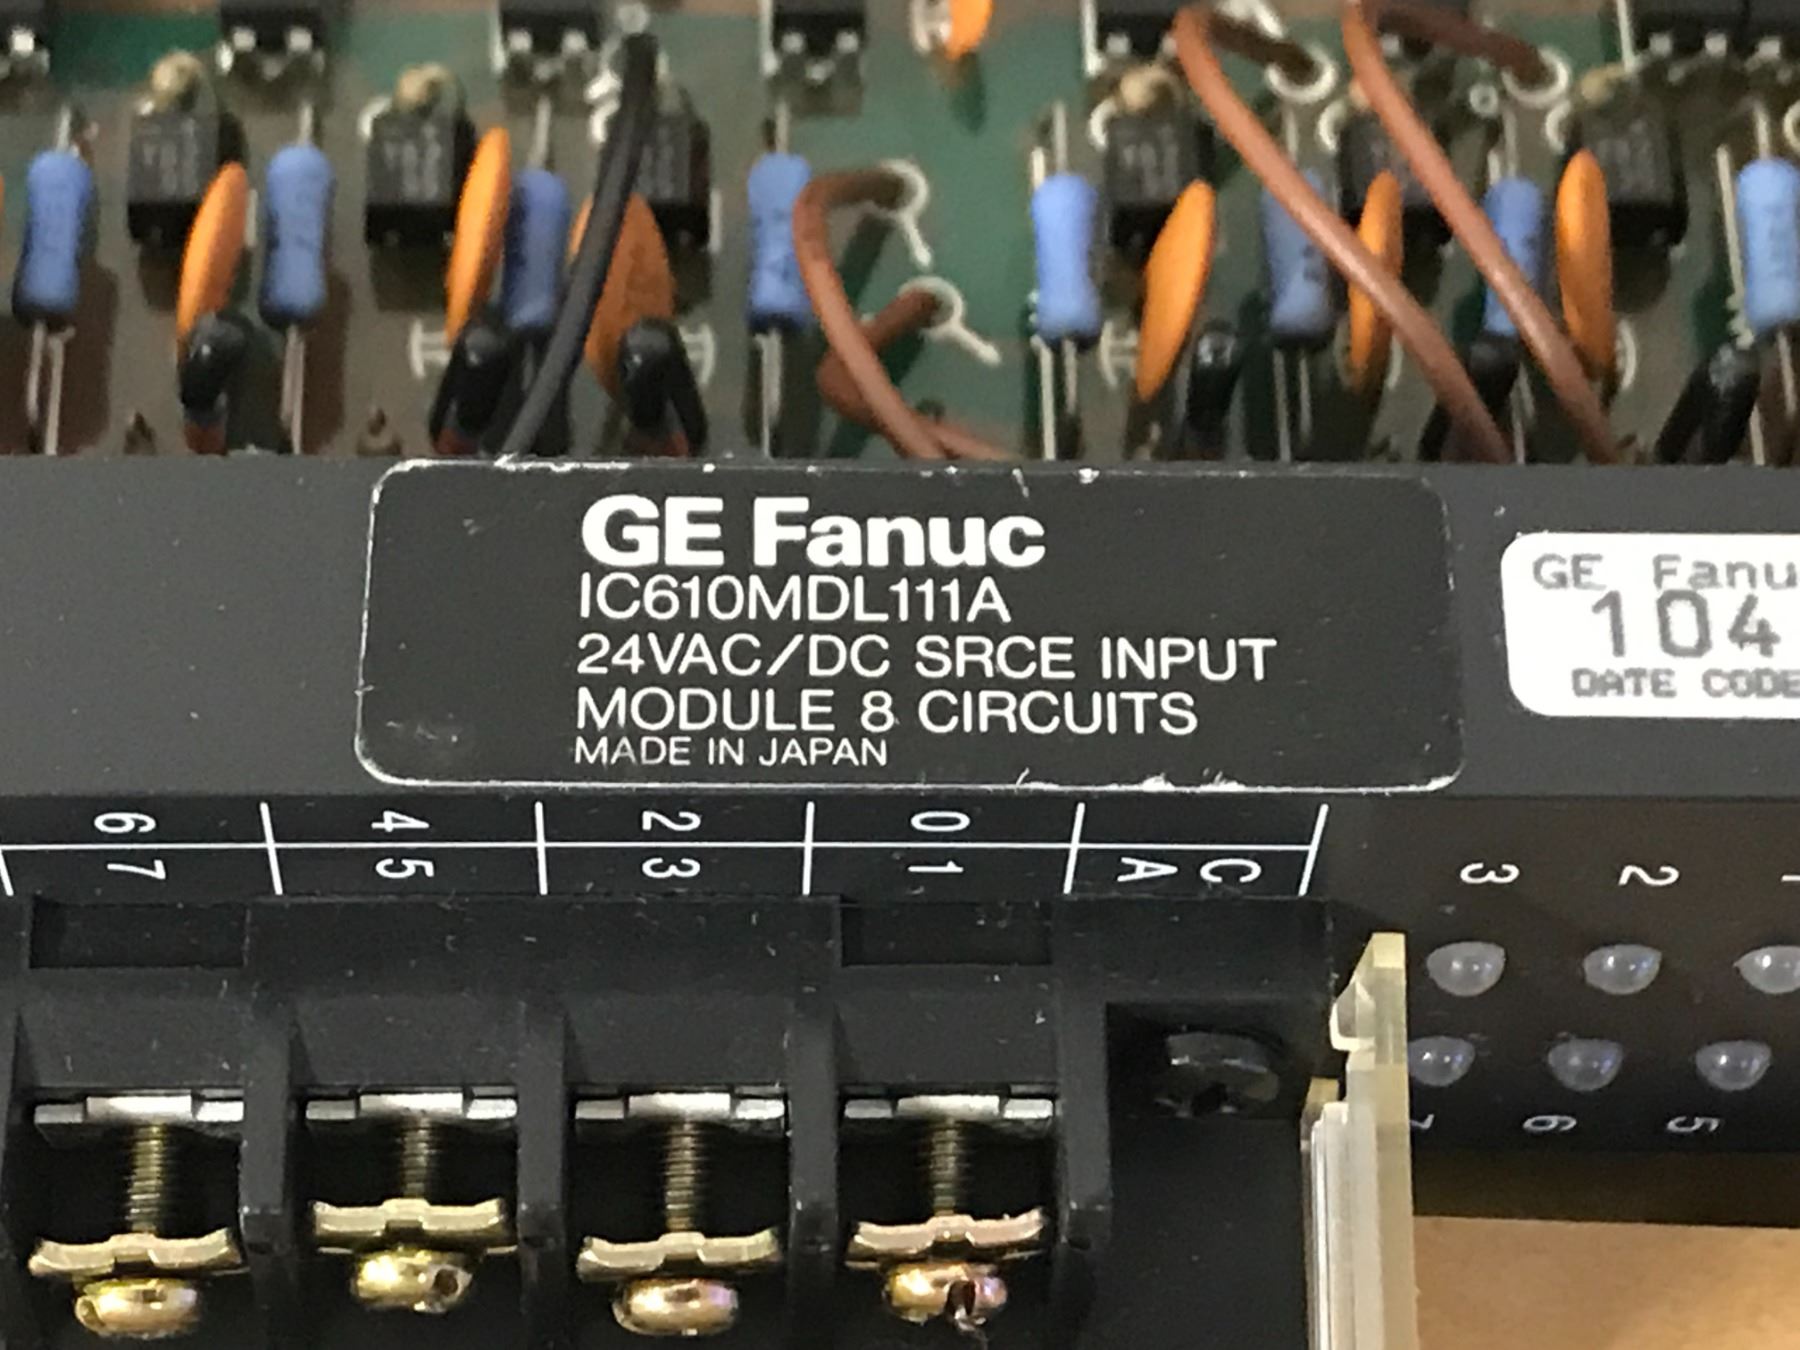 GE Fanuc
IC610MDL111A
24VAC/DC SRCE INPUT
MODULE 8 CIRCUITS
MADE IN JAPAN
GE Fanu
104
DATE CODE
6 4 2 0
7 5 3 1 A C
3 2
7 6 5